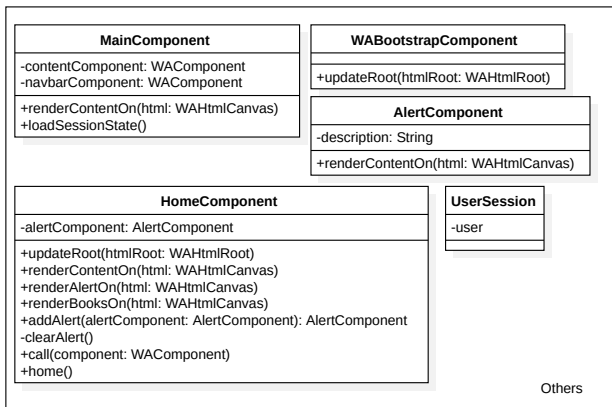 MainComponent
-contentComponent: WAComponent
-navbarComponent: WAComponent
+renderContentOn(html: WAHtmlCanvas)
+loadSessionState()
WABootstrapComponent
+updateRoot(htmlRoot: WAHtmlRoot)
AlertComponent
-description: String
+renderContentOn(html: WAHtmlCanvas)
HomeComponent
-alertComponent: AlertComponent
+updateRoot(htmlRoot: WAHtmlRoot)
+renderContentOn(html: WAHtmlCanvas)
+renderAlertOn(html: WAHtmlCanvas)
+renderBooksOn(html: WAHtmlCanvas)
+addAlert(alertComponent: AlertComponent): AlertComponent
-clearAlert()
+call(component: WAComponent)
+home()
UserSession
-user
Others